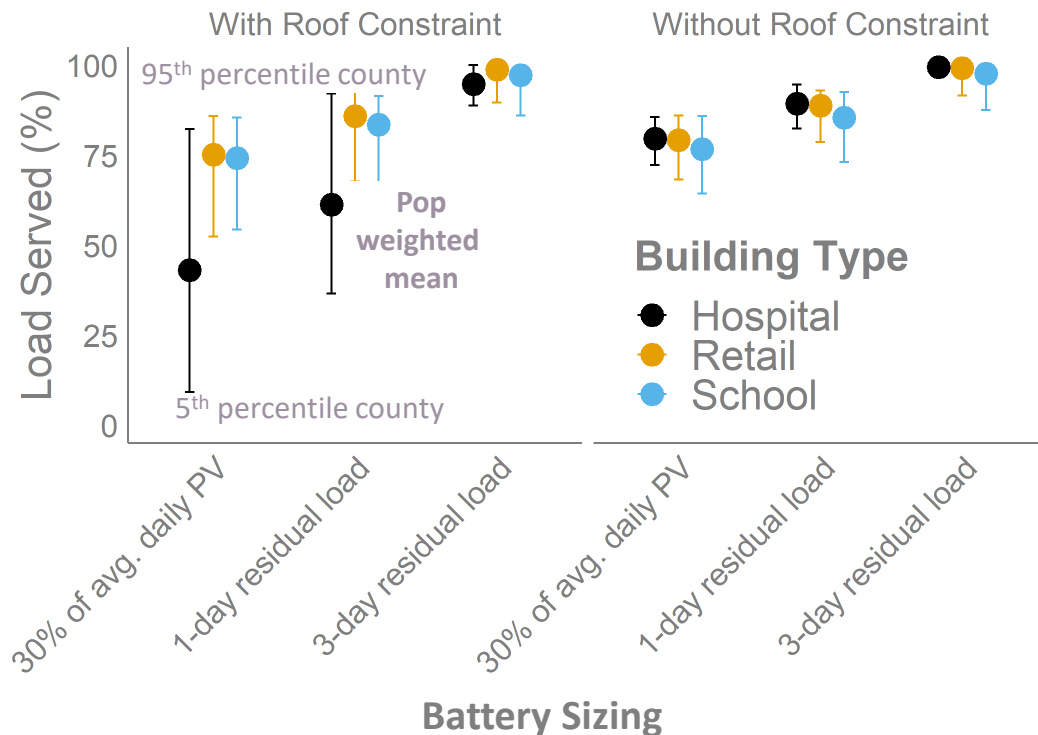 With Roof Constraint
Without Roof Constraint
Load Served (%)
100
75
50
25
0
95th percentile county
Pop
weighted
mean
5th percentile county
Building Type
Hospital
Retail
School
30% of avg. daily PV
1-day residual load
3-day residual load
30% of avg. daily PV
1-day residual load
3-day residual load
Battery Sizing